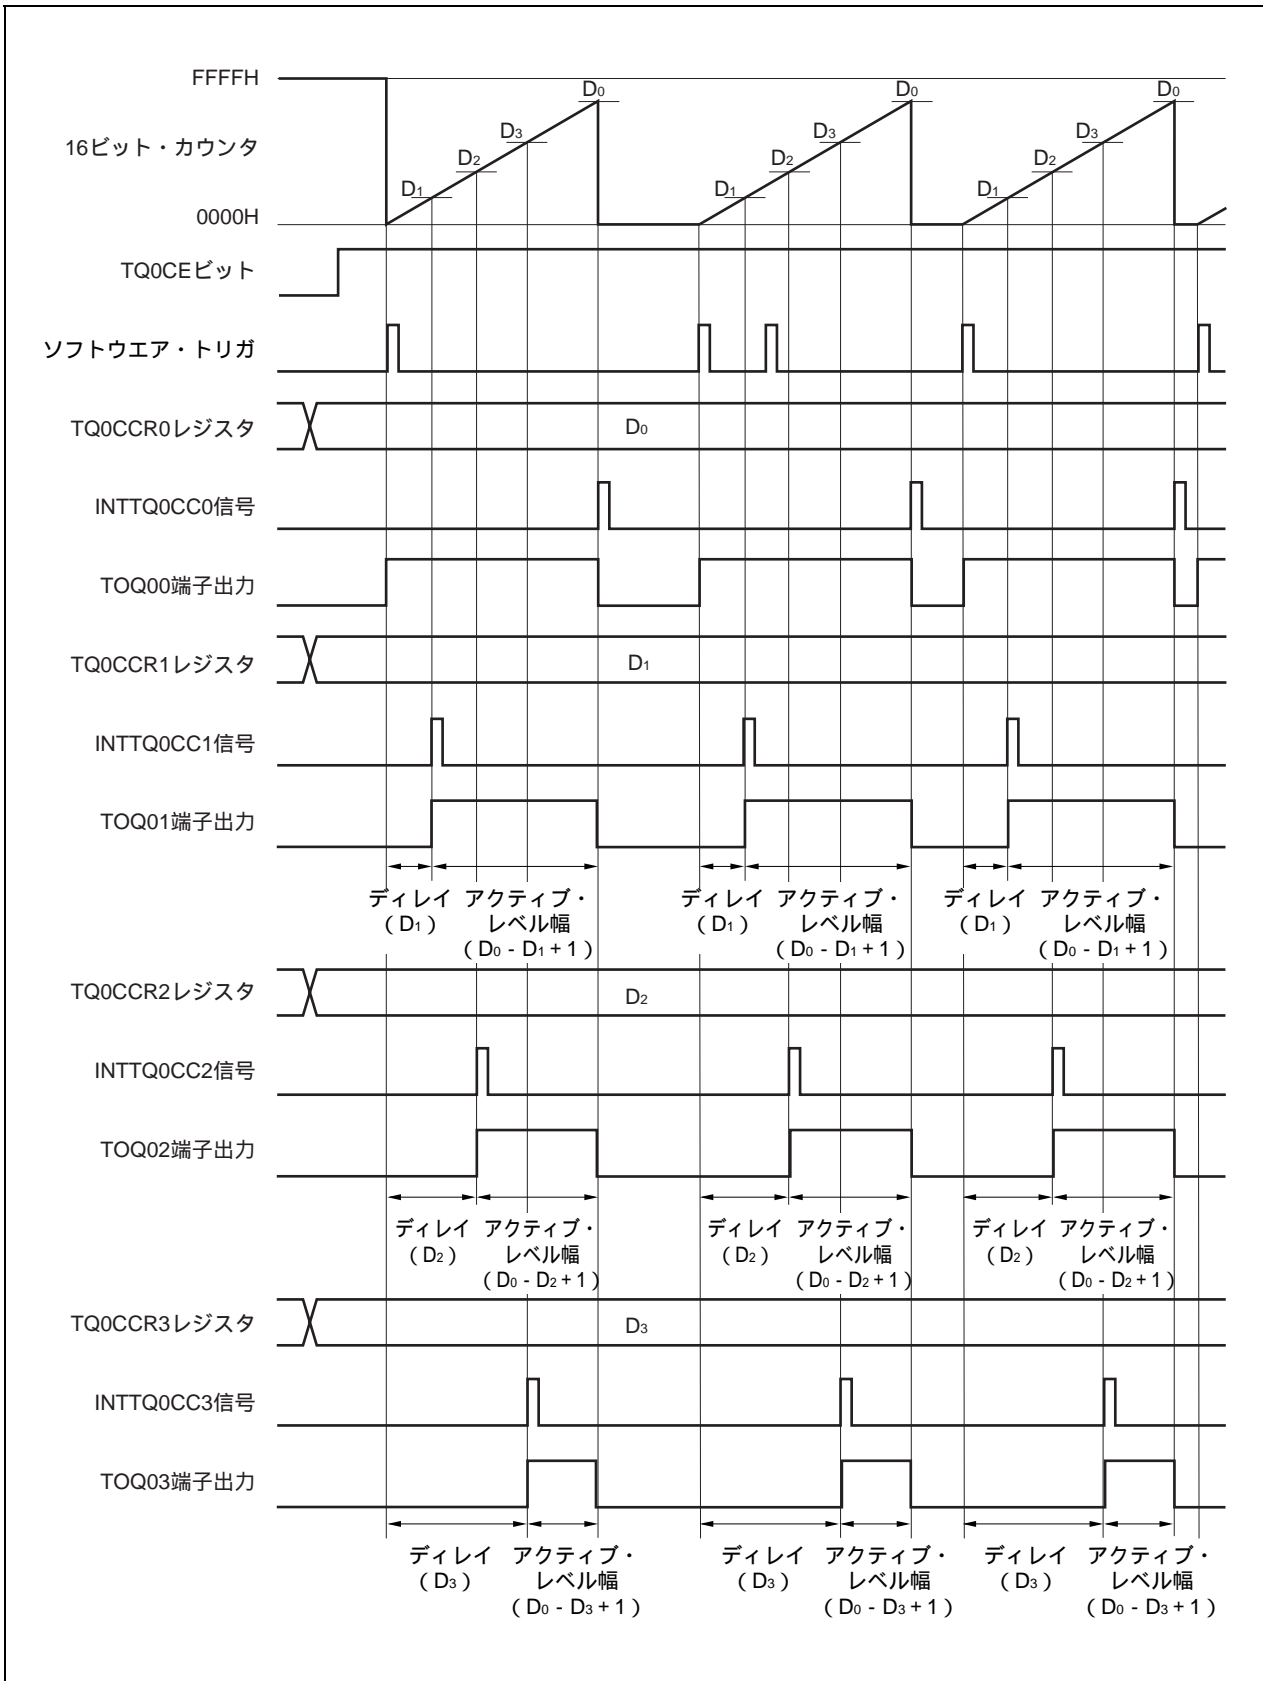 FFFFH
16ビット・カウンタ
0000H
D0 D0 D0
D3 D3 D3
D2 D2 D2
D1 D1 D1
TQ0CEビット
ソフトウエア・トリガ
TQ0CCR0レジスタ D0
INTTQ0CC0信号
TOQ00端子出力
TQ0CCR1レジスタ D1
INTTQ0CC1信号
TOQ01端子出力
ディレイ アクティブ・ ディレイ アクティブ・ ディレイ アクティブ・
(D1) レベル幅 (D1) レベル幅 (D1) レベル幅
(D0 - D1 + 1) (D0 - D1 + 1) (D0 - D1 + 1)
TQ0CCR2レジスタ D2
INTTQ0CC2信号
TOQ02端子出力
ディレイ アクティブ・ ディレイ アクティブ・ ディレイ アクティブ・
(D2) レベル幅 (D2) レベル幅 (D2) レベル幅
(D0 - D2 + 1) (D0 - D2 + 1) (D0 - D2 + 1)
TQ0CCR3レジスタ D3
INTTQ0CC3信号
TOQ03端子出力
ディレイ アクティブ・ ディレイ アクティブ・ ディレイ アクティブ・
(D3) レベル幅 (D3) レベル幅 (D3) レベル幅
(D0 - D3 + 1) (D0 - D3 + 1) (D0 - D3 + 1)